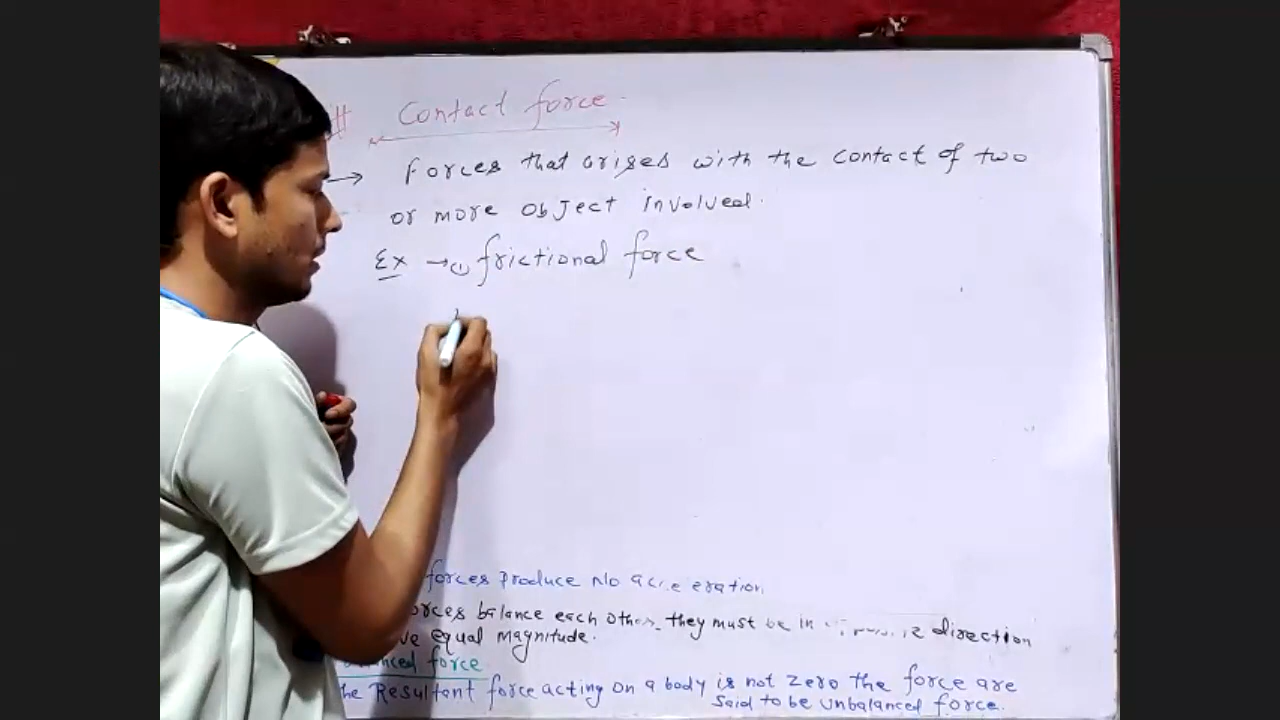 # Contact force
→ Forces that arises with the contact of two
or more object involved.
Ex → (1) frictional force
forces produce No
forces balance each other, they must be in direction
equal magnitude.
force
the Resultant force acting on a body is not zero the force are
said to be unbalanced force.